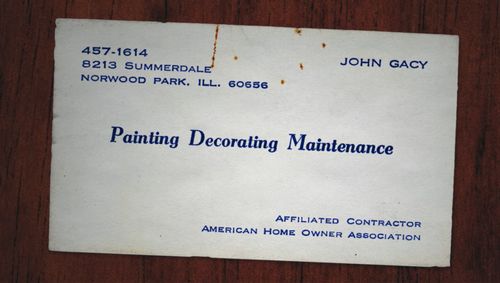 457-1614
JOHN GACY
8213 SUMMERDALE
NORWOOD PARK, ILL. 60656
Painting Decorating Maintenance
AFFILIATED CONTRACTOR
AMERICAN HOME OWNER ASSOCIATION